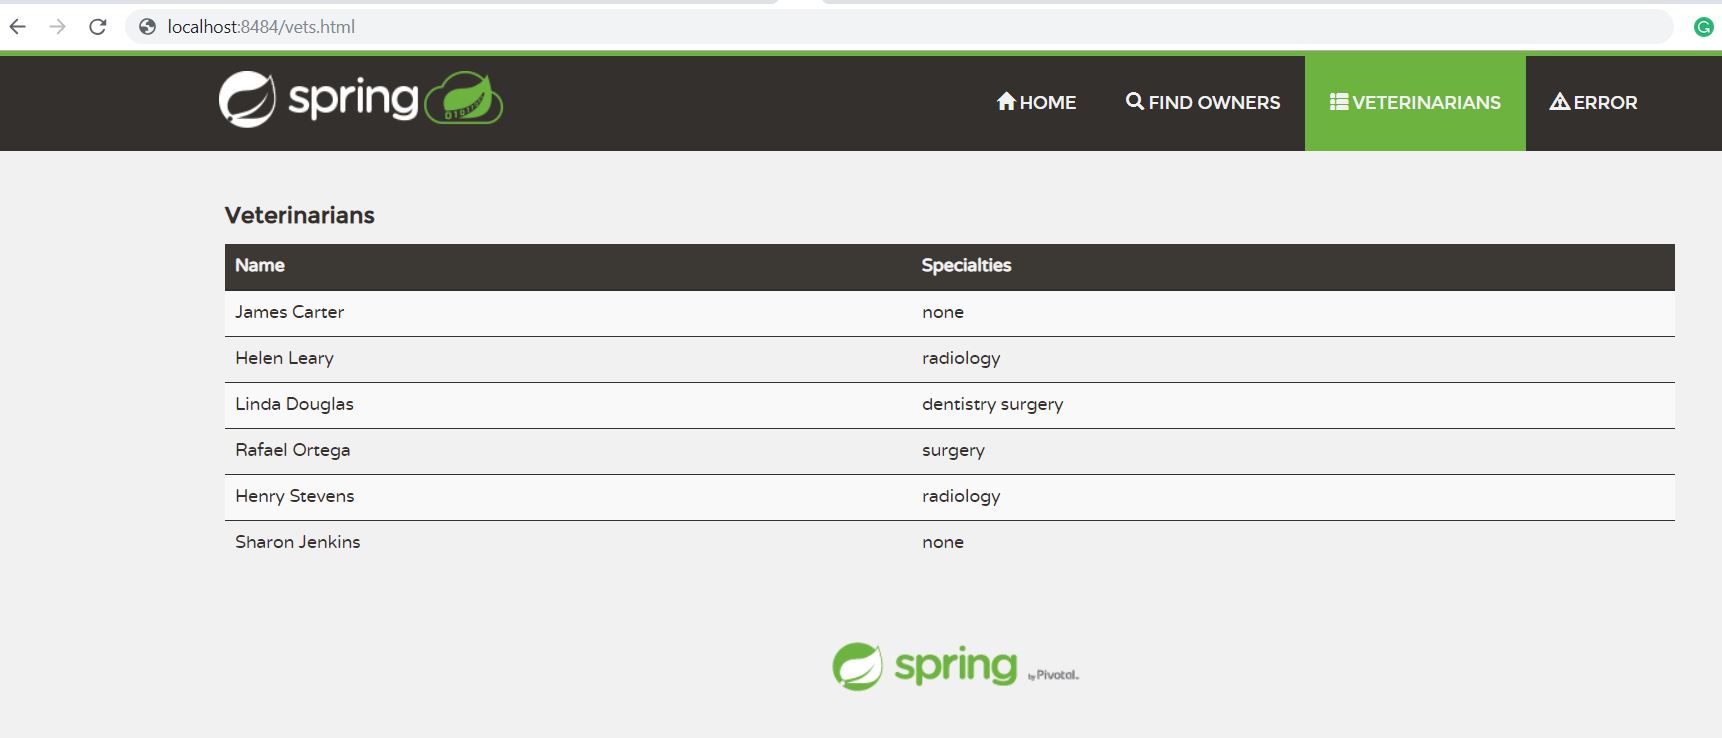 localhost:8484/vets.html
spring HOME FIND OWNERS VETERINARIANS ERROR
Veterinarians
Name Specialties
James Carter none
Helen Leary radiology
Linda Douglas dentistry surgery
Rafael Ortega surgery
Henry Stevens radiology
Sharon Jenkins none
spring by Pivotal